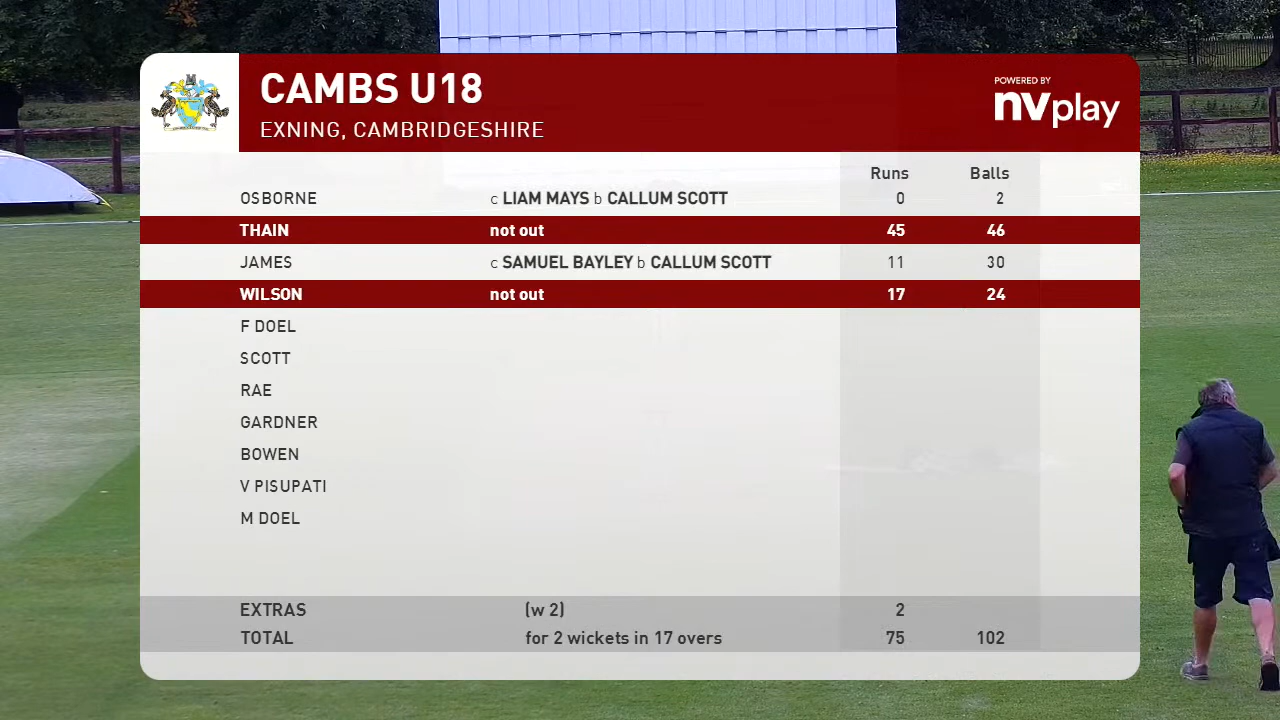 CAMBS U18
EXNING, CAMBRIDGESHIRE
POWERED BY
nvplay
Runs Balls
OSBORNE c LIAM MAYS b CALLUM SCOTT 0 2
THAIN not out 45 46
JAMES c SAMUEL BAYLEY b CALLUM SCOTT 11 30
WILSON not out 17 24
F DOEL
SCOTT
RAE
GARDNER
BOWEN
V PISUPATI
M DOEL
EXTRAS (w 2) 2
TOTAL for 2 wickets in 17 overs 75 102